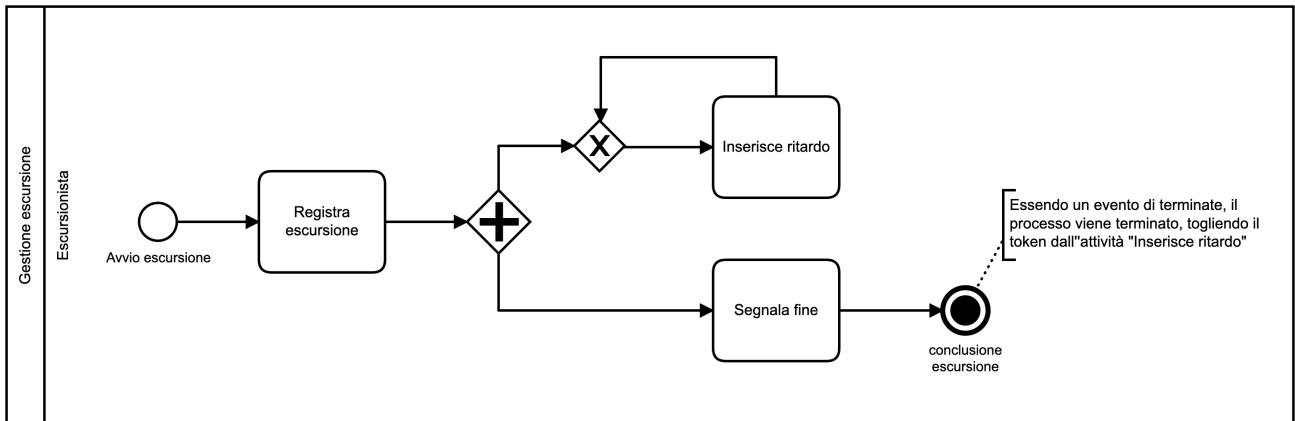 Gestione escursione
Escursionista
Avvio escursione
Registra
escursione
X
Inserisce ritardo
Segnala fine
conclusione
escursione
Essendo un evento di terminate, il
processo viene terminato, togliendo il
token dall''attività "Inserisce ritardo"